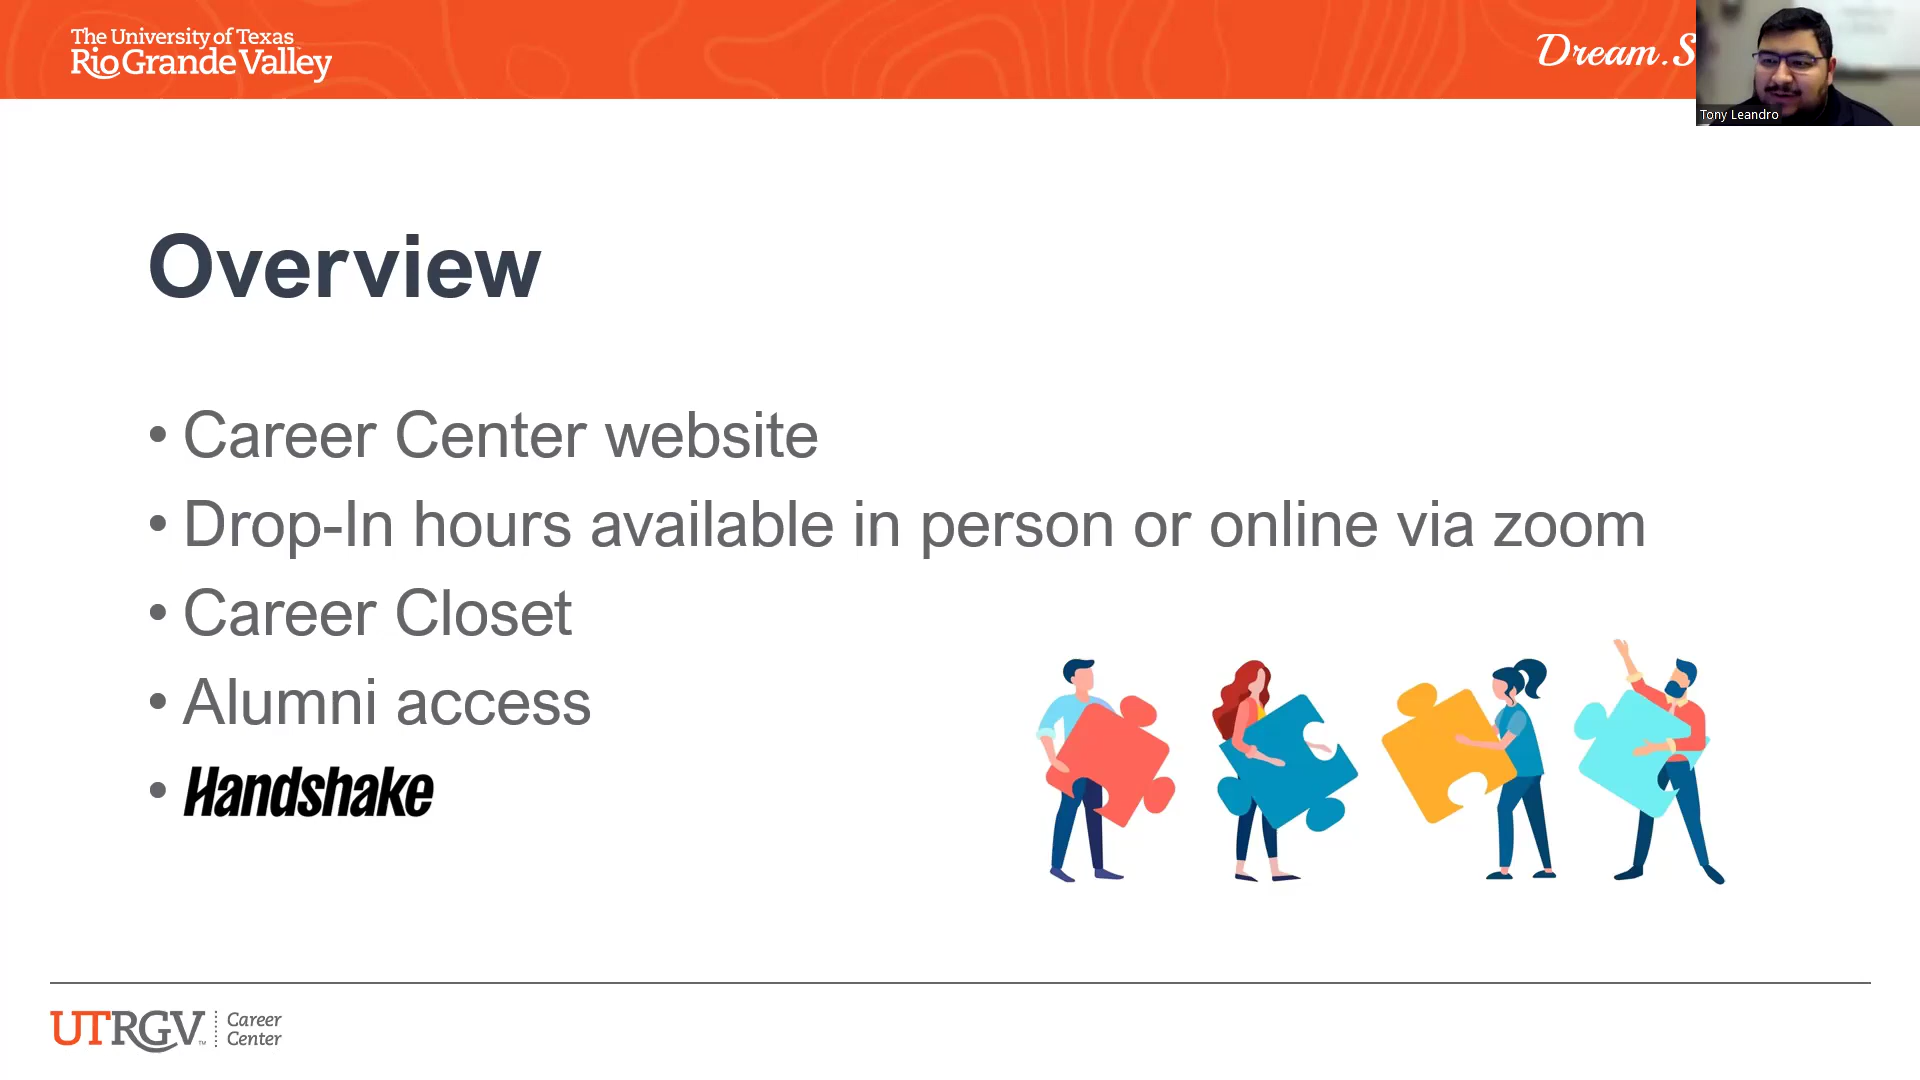 The University of Texas
Rio Grande Valley
Dream.S
Tony Leandro
Overview
• Career Center website
• Drop-In hours available in person or online via zoom
• Career Closet
• Alumni access
• Handshake
UTRGV™
Career
Center